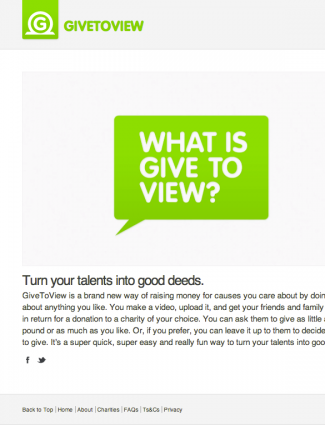 GIVETOVIEW
WHAT IS
GIVE TO
VIEW?
Turn your talents into good deeds.
GiveToView is a brand new way of raising money for causes you care about by doin
about anything you like. You make a video, upload it, and get your friends and family
in return for a donation to a charity of your choice. You can ask them to give as little a
pound or as much as you like. Or, if you prefer, you can leave it up to them to decide
to give. It's a super quick, super easy and really fun way to turn your talents into goo
Back to Top | Home | About | Charities | FAQs | Ts&Cs | Privacy